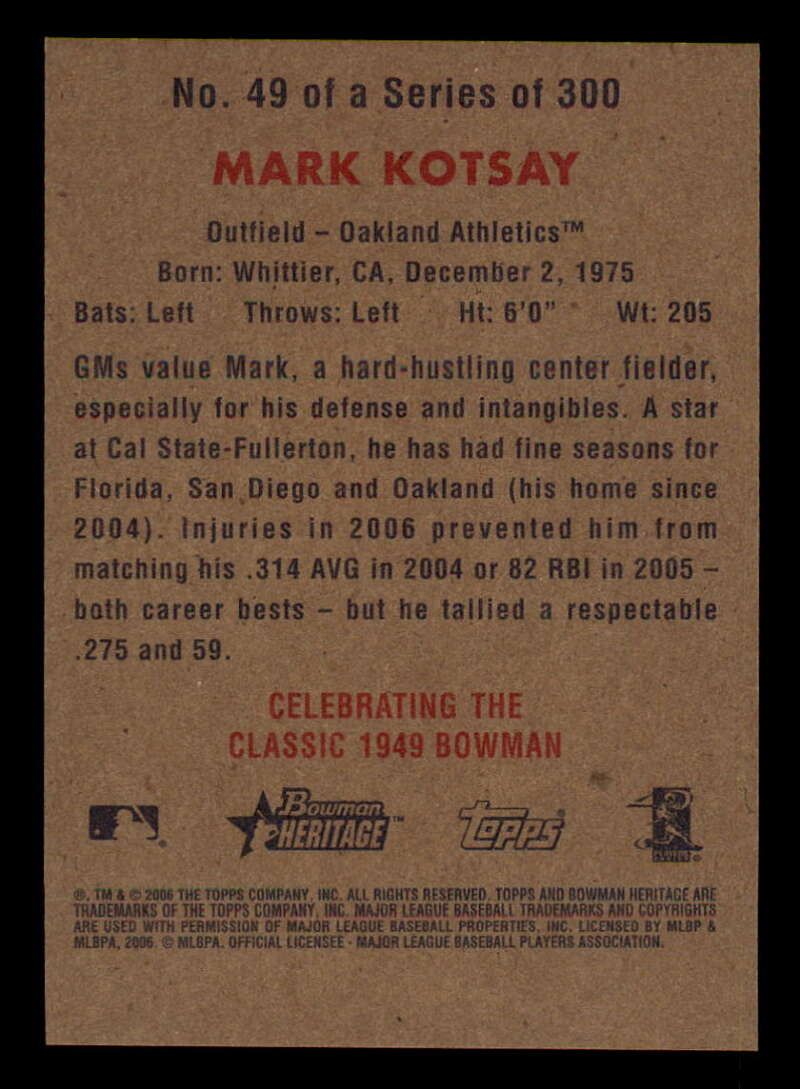 No. 49 of a Series of 300
MARK KOTSAY
Outfield – Oakland Athletics™
Born: Whittier, CA, December 2, 1975
Bats: Left Throws: Left Ht: 6'0" Wt: 205
GMs value Mark, a hard-hustling center fielder,
especially for his defense and intangibles. A star
at Cal State-Fullerton, he has had fine seasons for
Florida, San Diego and Oakland (his home since
2004). Injuries in 2006 prevented him from
matching his .314 AVG in 2004 or 82 RBI in 2005 –
both career bests – but he tallied a respectable
.275 and 59.
CELEBRATING THE
CLASSIC 1949 BOWMAN
Bowman
HERITAGE™
Topps®
PLAYERS
®, TM & © 2006 THE TOPPS COMPANY, INC. ALL RIGHTS RESERVED. TOPPS AND BOWMAN HERITAGE ARE
TRADEMARKS OF THE TOPPS COMPANY, INC. MAJOR LEAGUE BASEBALL TRADEMARKS AND COPYRIGHTS
ARE USED WITH PERMISSION OF MAJOR LEAGUE BASEBALL PROPERTIES, INC. LICENSED BY MLBP &
MLBPA, 2006. © MLBPA. OFFICIAL LICENSEE - MAJOR LEAGUE BASEBALL PLAYERS ASSOCIATION.